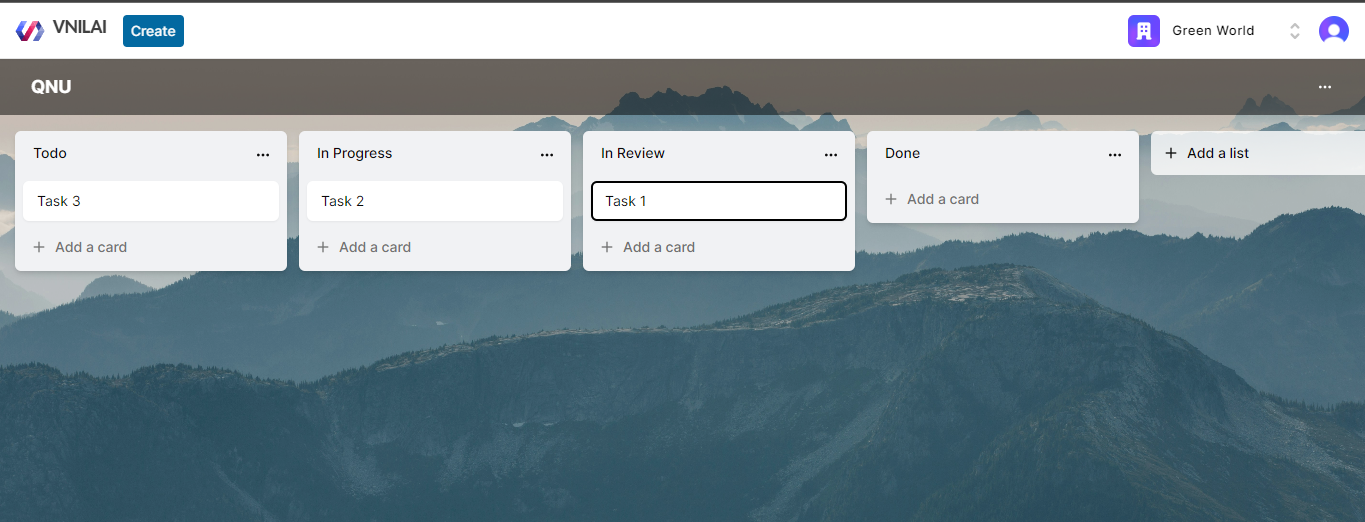 VNILAI
Create
Green World
QNU
Todo
Task 3
Add a card
In Progress
Task 2
Add a card
In Review
Task 1
Add a card
Done
Add a card
Add a list